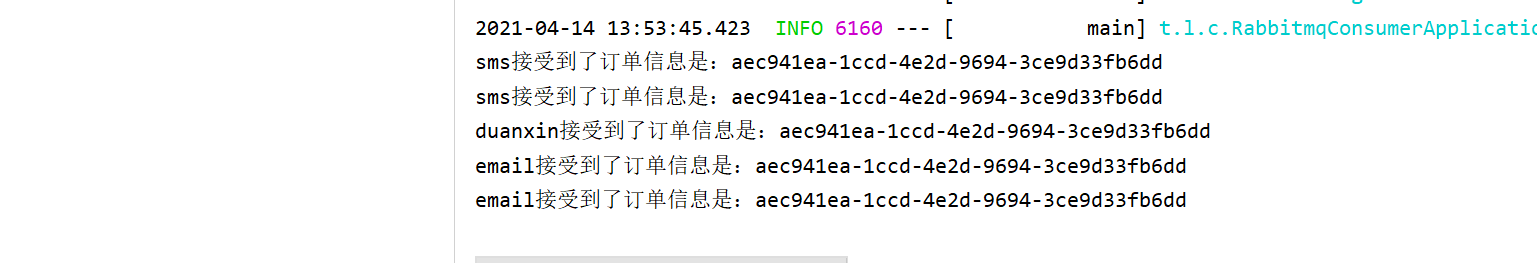 2021-04-14 13:53:45.423  INFO 6160 --- [           main] t.l.c.RabbitmqConsumerApplicatio
sms接受到了订单信息是：aec941ea-1ccd-4e2d-9694-3ce9d33fb6dd
sms接受到了订单信息是：aec941ea-1ccd-4e2d-9694-3ce9d33fb6dd
duanxin接受到了订单信息是：aec941ea-1ccd-4e2d-9694-3ce9d33fb6dd
email接受到了订单信息是：aec941ea-1ccd-4e2d-9694-3ce9d33fb6dd
email接受到了订单信息是：aec941ea-1ccd-4e2d-9694-3ce9d33fb6dd